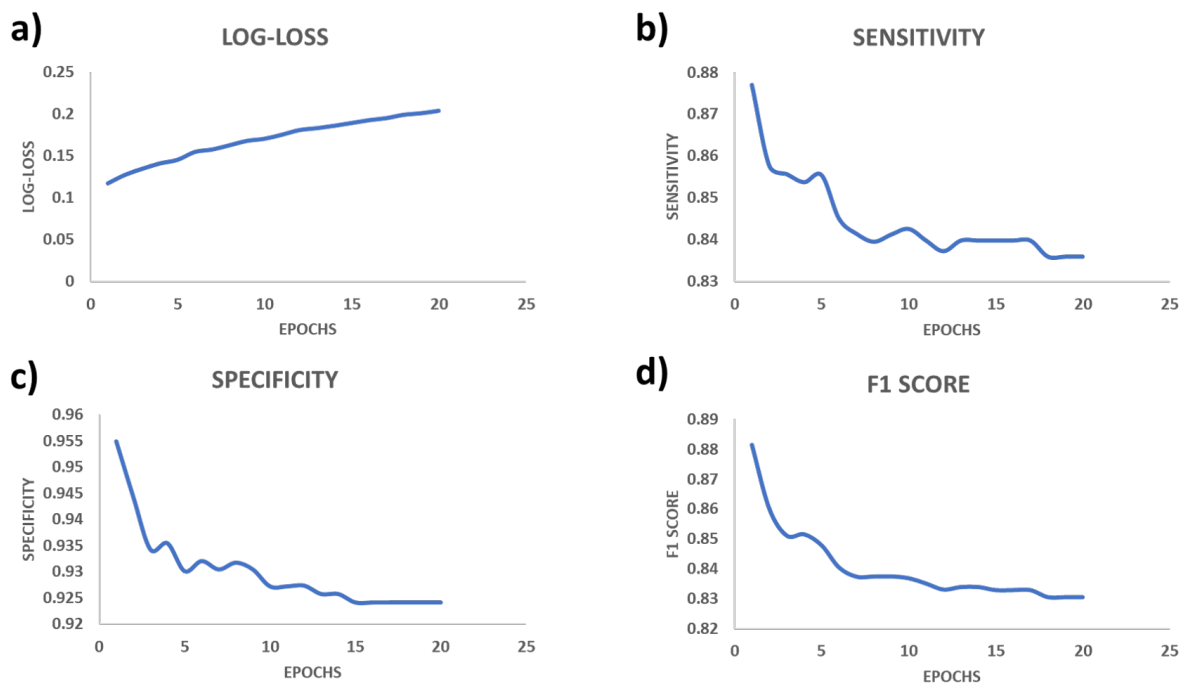 a)
LOG-LOSS
0.25
0.2
0.15
0.1
0.05
0
LOG-LOSS
0 5 10 15 20 25
EPOCHS
b)
SENSITIVITY
0.88
0.87
0.86
0.85
0.84
0.83
SENSITIVITY
0 5 10 15 20 25
EPOCHS
c)
SPECIFICITY
0.96
0.955
0.95
0.945
0.94
0.935
0.93
0.925
0.92
SPECIFICITY
0 5 10 15 20 25
EPOCHS
d)
F1 SCORE
0.89
0.88
0.87
0.86
0.85
0.84
0.83
0.82
F1 SCORE
0 5 10 15 20 25
EPOCHS